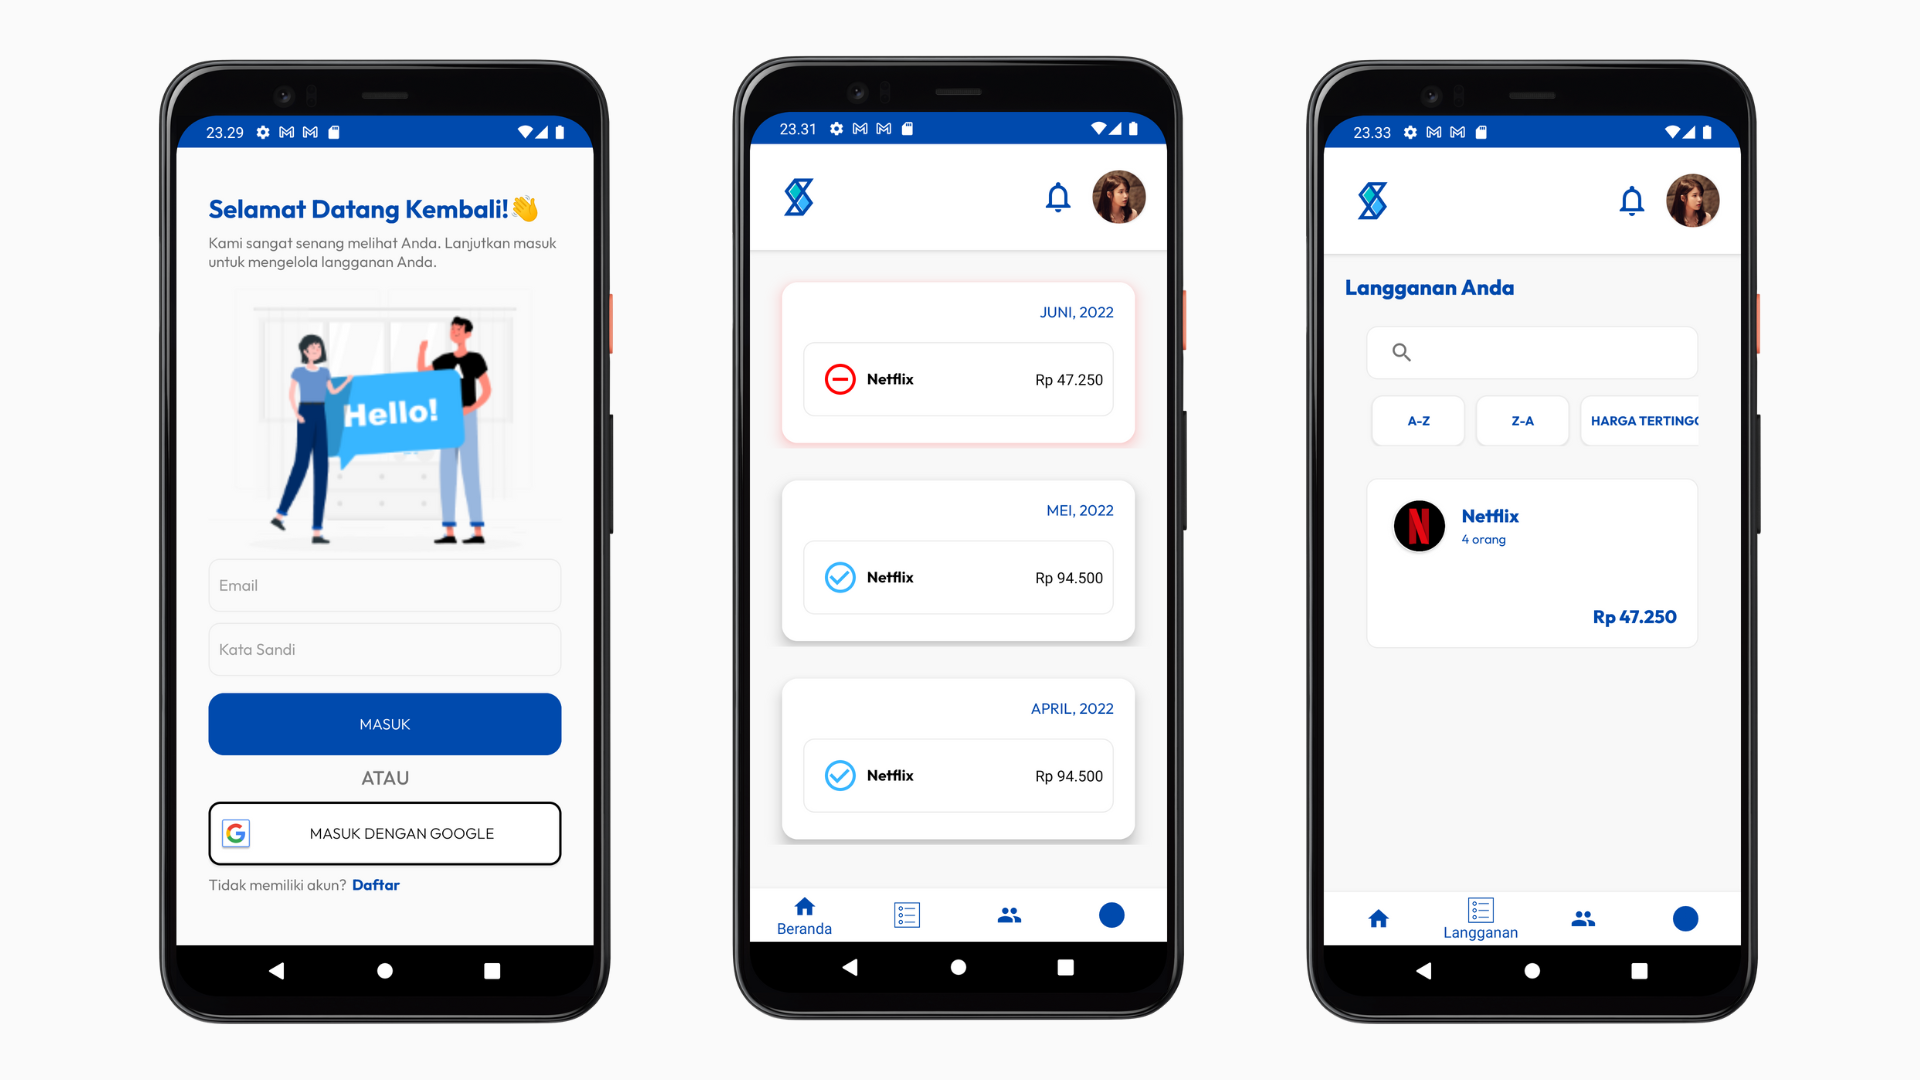 23.29
Selamat Datang Kembali!👋
Kami sangat senang melihat Anda. Lanjutkan masuk
untuk mengelola langganan Anda.
Hello!
Email
Kata Sandi
MASUK
ATAU
G
MASUK DENGAN GOOGLE
Tidak memiliki akun? Daftar
23.31
JUNI, 2022
Netflix Rp 47.250
MEI, 2022
Netflix Rp 94.500
APRIL, 2022
Netflix Rp 94.500
Beranda
23.33
Langganan Anda
A-Z Z-A HARGA TERTINGG
N
Netflix
4 orang
Rp 47.250
Langganan